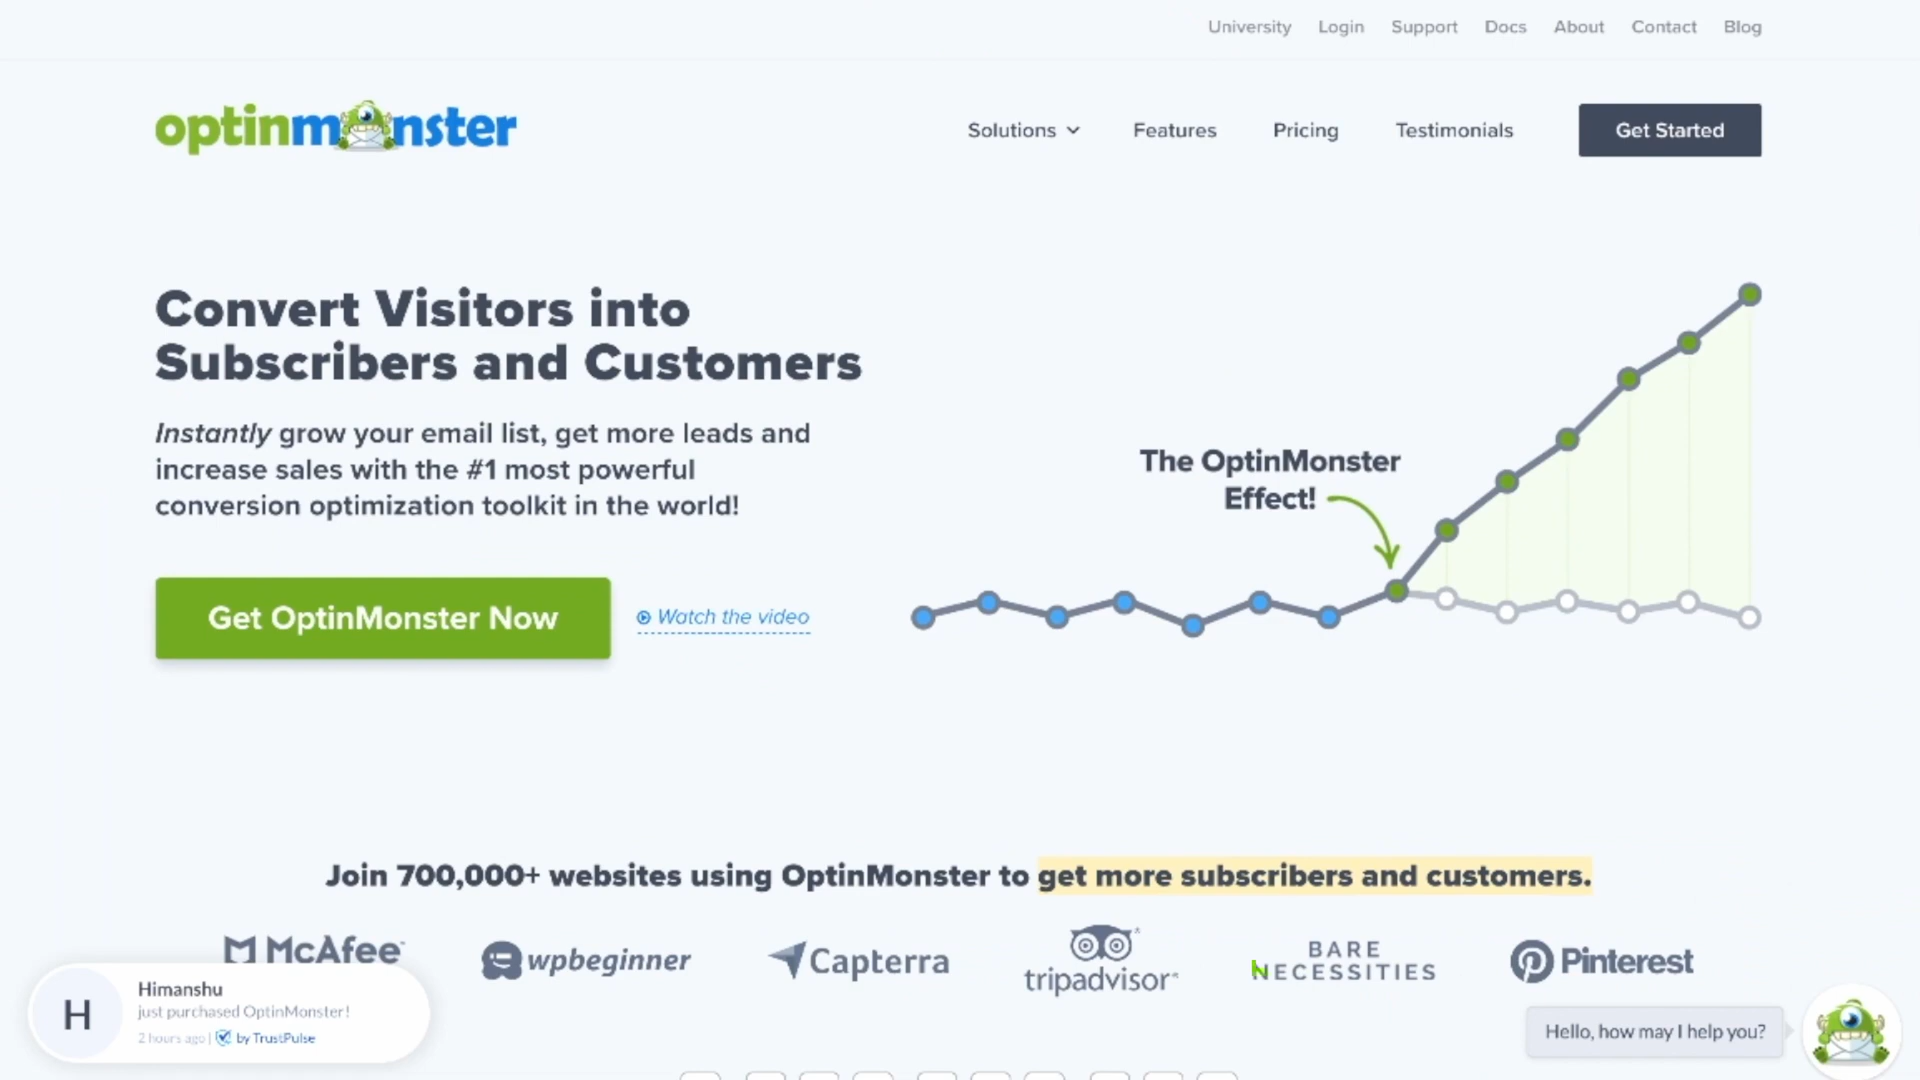 University Login Support Docs About Contact Blog
optinmonster
Solutions Features Pricing Testimonials Get Started
Convert Visitors into
Subscribers and Customers
Instantly grow your email list, get more leads and
increase sales with the #1 most powerful
conversion optimization toolkit in the world!
Get OptinMonster Now
Watch the video
The OptinMonster
Effect!
Join 700,000+ websites using OptinMonster to get more subscribers and customers.
McAfee
wpbeginner
Capterra
tripadvisor
BARE
NECESSITIES
Pinterest
H
Himanshu
just purchased OptinMonster!
2 hours ago | by TrustPulse
Hello, how may I help you?